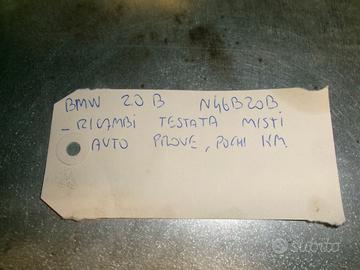 BMW 20 B N46B20B
- RICAMBI TESTATA MISTI
AUTO PROVE, POCHI KM.
subito